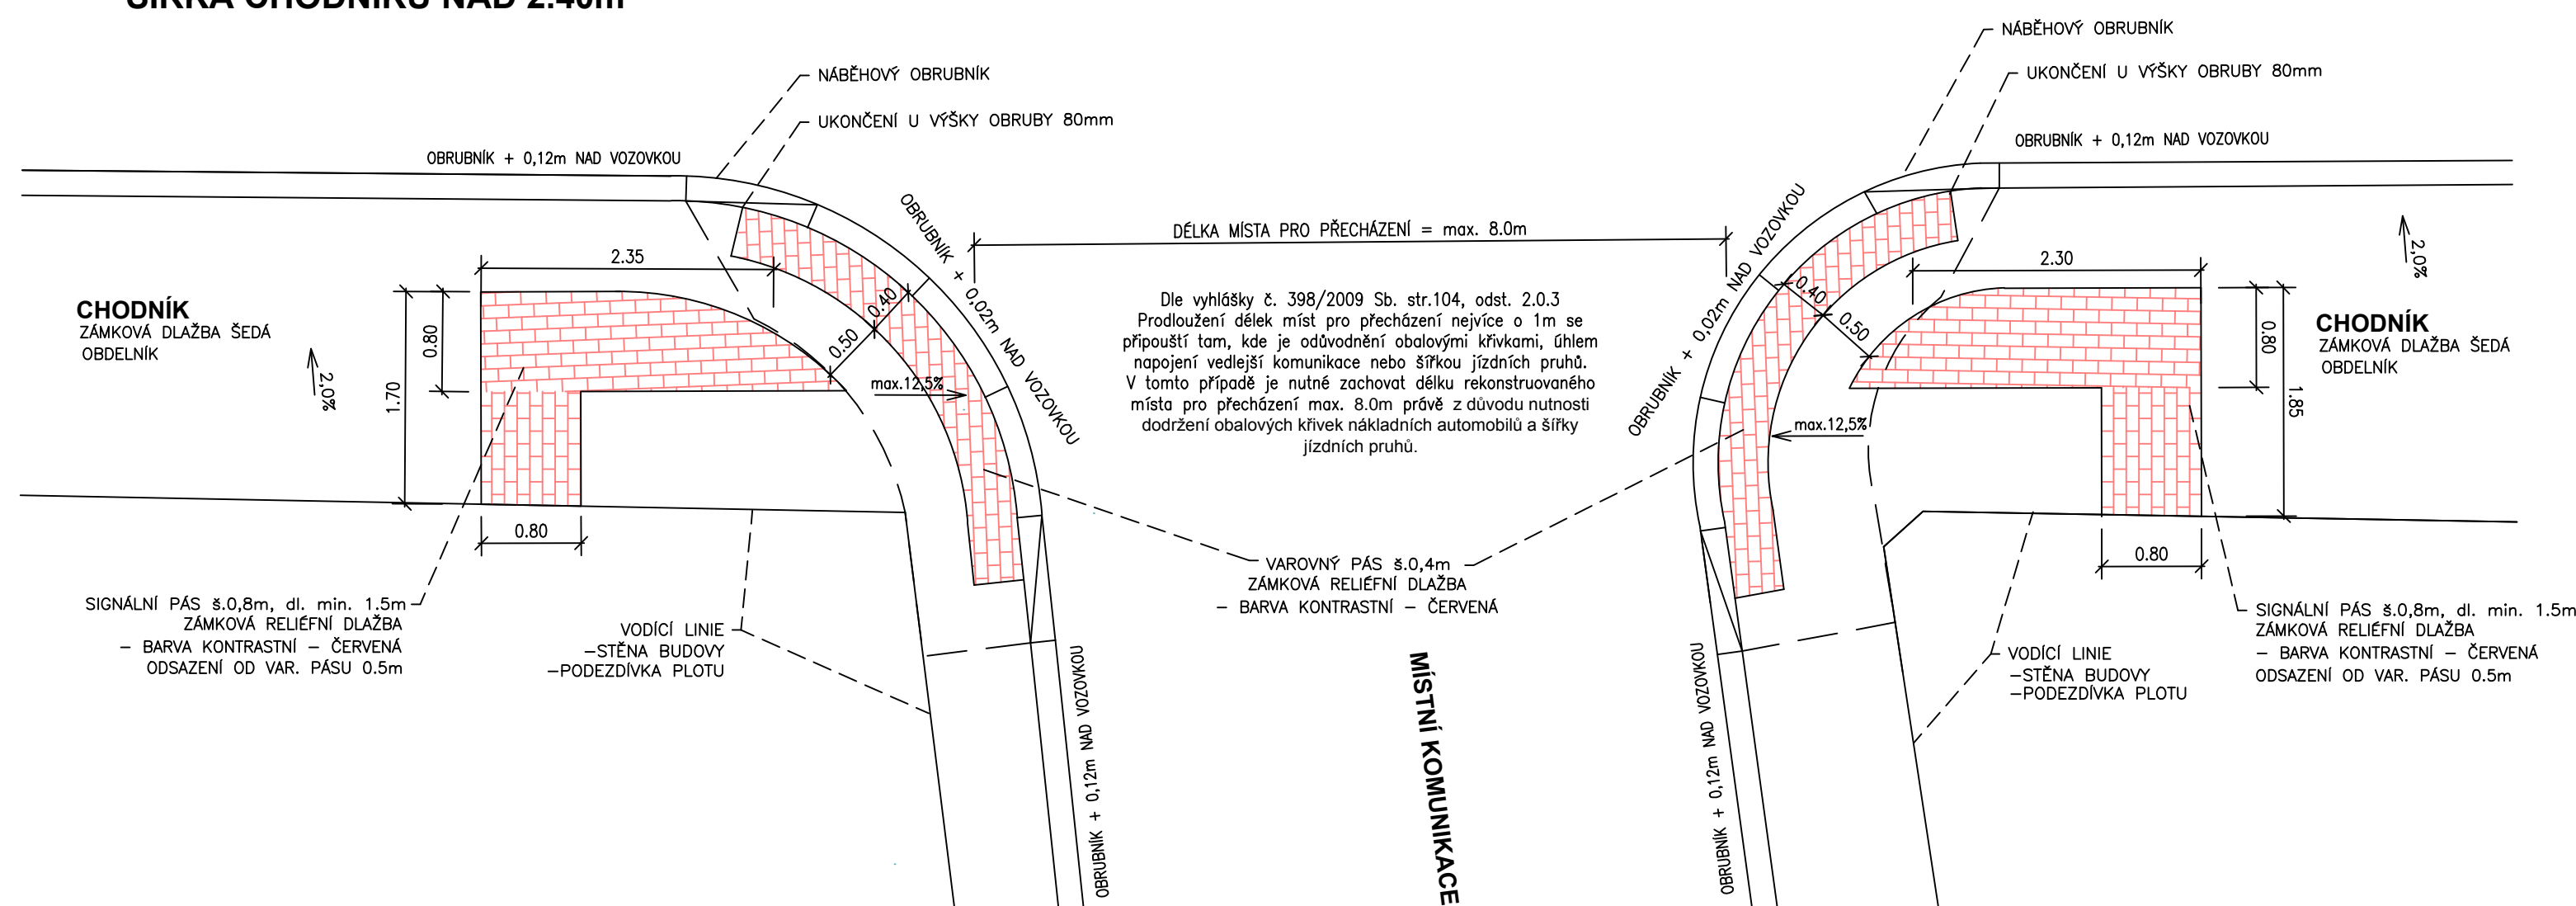 ŠÍŘKA CHODNÍKU NAD 2.40m
NÁBĚHOVÝ OBRUBNÍK
UKONČENÍ U VÝŠKY OBRUBY 80mm
OBRUBNÍK + 0,12m NAD VOZOVKOU
OBRUBNÍK + 0,02m NAD VOZOVKOU
2.35
0.40
0.50
0.80
1.70
CHODNÍK
ZÁMKOVÁ DLAŽBA ŠEDÁ
OBDELNÍK
2,0%
max.12,5%
0.80
SIGNÁLNÍ PÁS š.0,8m, dl. min. 1.5m
ZÁMKOVÁ RELIÉFNÍ DLAŽBA
– BARVA KONTRASTNÍ – ČERVENÁ
ODSAZENÍ OD VAR. PÁSU 0.5m
VODÍCÍ LINIE
–STĚNA BUDOVY
–PODEZDÍVKA PLOTU
OBRUBNÍK + 0,12m NAD VOZOVKOU
DÉLKA MÍSTA PRO PŘECHÁZENÍ = max. 8.0m
Dle vyhlášky č. 398/2009 Sb. str.104, odst. 2.0.3
Prodloužení délek míst pro přecházení nejvíce o 1m se
připouští tam, kde je odůvodnění obalovými křivkami, úhlem
napojení vedlejší komunikace nebo šířkou jízdních pruhů.
V tomto případě je nutné zachovat délku rekonstruovaného
místa pro přecházení max. 8.0m právě z důvodu nutnosti
dodržení obalových křivek nákladních automobilů a šířky
jízdních pruhů.
VAROVNÝ PÁS š.0,4m
ZÁMKOVÁ RELIÉFNÍ DLAŽBA
– BARVA KONTRASTNÍ – ČERVENÁ
MÍSTNÍ KOMUNIKACE
NÁBĚHOVÝ OBRUBNÍK
UKONČENÍ U VÝŠKY OBRUBY 80mm
OBRUBNÍK + 0,12m NAD VOZOVKOU
OBRUBNÍK + 0,02m NAD VOZOVKOU
2.30
0.40
0.50
0.80
1.85
2,0%
CHODNÍK
ZÁMKOVÁ DLAŽBA ŠEDÁ
OBDELNÍK
max.12,5%
0.80
SIGNÁLNÍ PÁS š.0,8m, dl. min. 1.5m
ZÁMKOVÁ RELIÉFNÍ DLAŽBA
– BARVA KONTRASTNÍ – ČERVENÁ
ODSAZENÍ OD VAR. PÁSU 0.5m
VODÍCÍ LINIE
–STĚNA BUDOVY
–PODEZDÍVKA PLOTU
OBRUBNÍK + 0,12m NAD VOZOVKOU